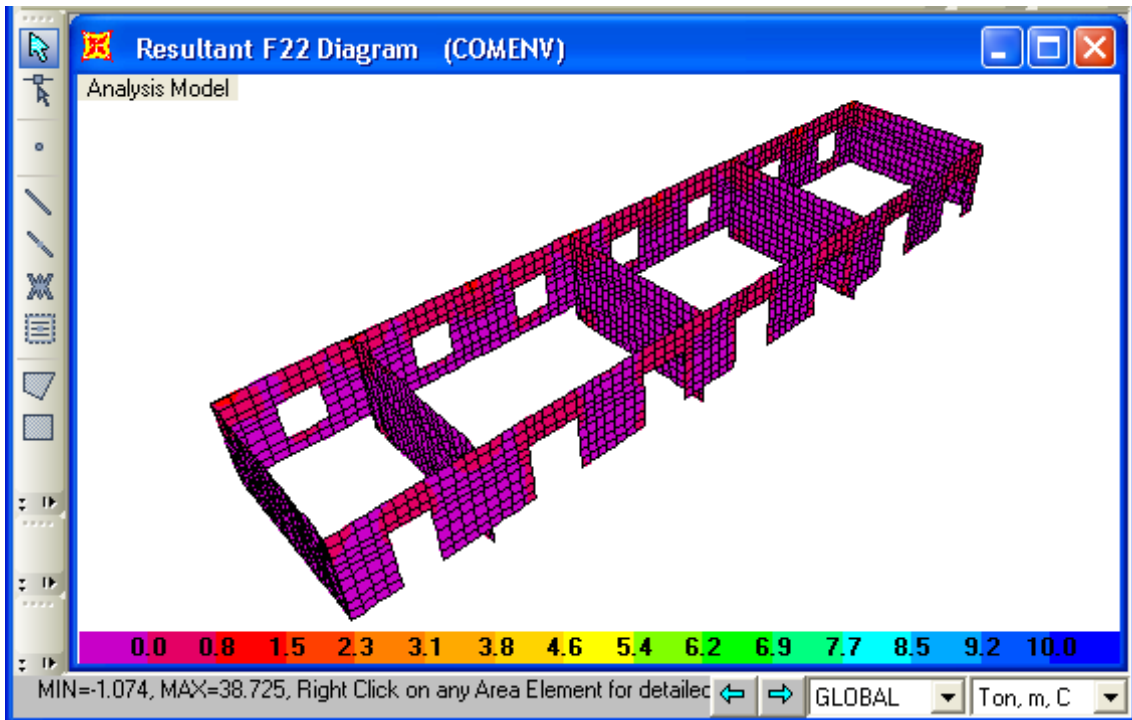 Resultant F22 Diagram (COMENV)
Analysis Model
0.0 0.8 1.5 2.3 3.1 3.8 4.6 5.4 6.2 6.9 7.7 8.5 9.2 10.0
MIN=-1.074, MAX=38.725, Right Click on any Area Element for detailed
GLOBAL
Ton, m, C